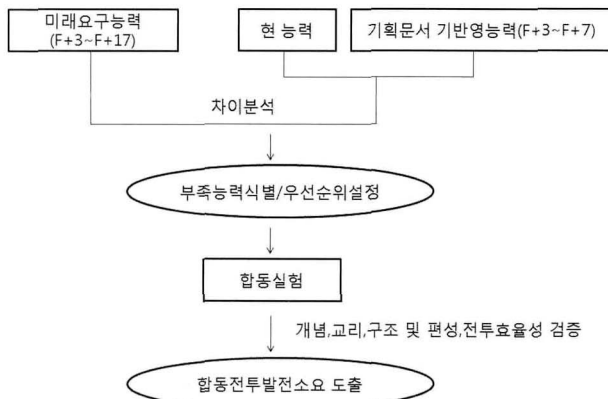 미래요구능력
(F+3~F+17)
현 능력
기획문서 기반영능력(F+3~F+7)
차이분석
부족능력식별/우선순위설정
합동실험
개념,교리,구조 및 편성,전투효율성 검증
합동전투발전소요 도출